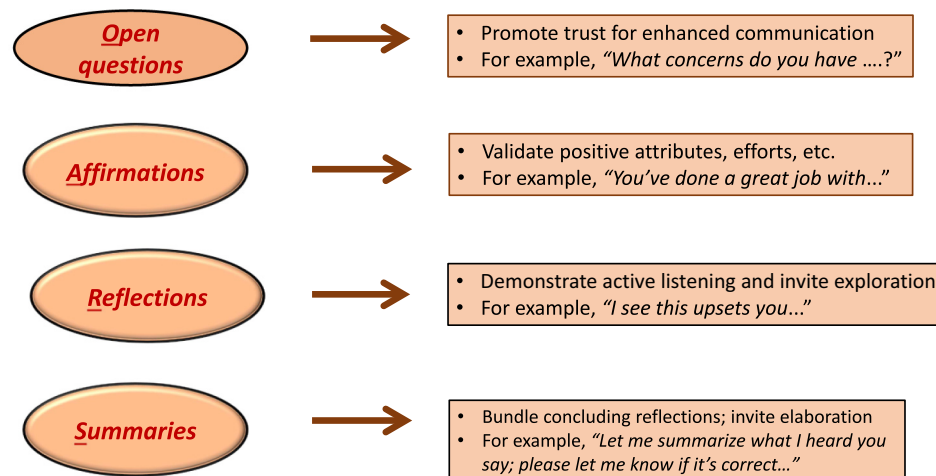 Open
questions
• Promote trust for enhanced communication
• For example, “What concerns do you have ….?”
Affirmations
• Validate positive attributes, efforts, etc.
• For example, “You’ve done a great job with...”
Reflections
• Demonstrate active listening and invite exploration
• For example, “I see this upsets you...”
Summaries
• Bundle concluding reflections; invite elaboration
• For example, “Let me summarize what I heard you
say; please let me know if it’s correct…”